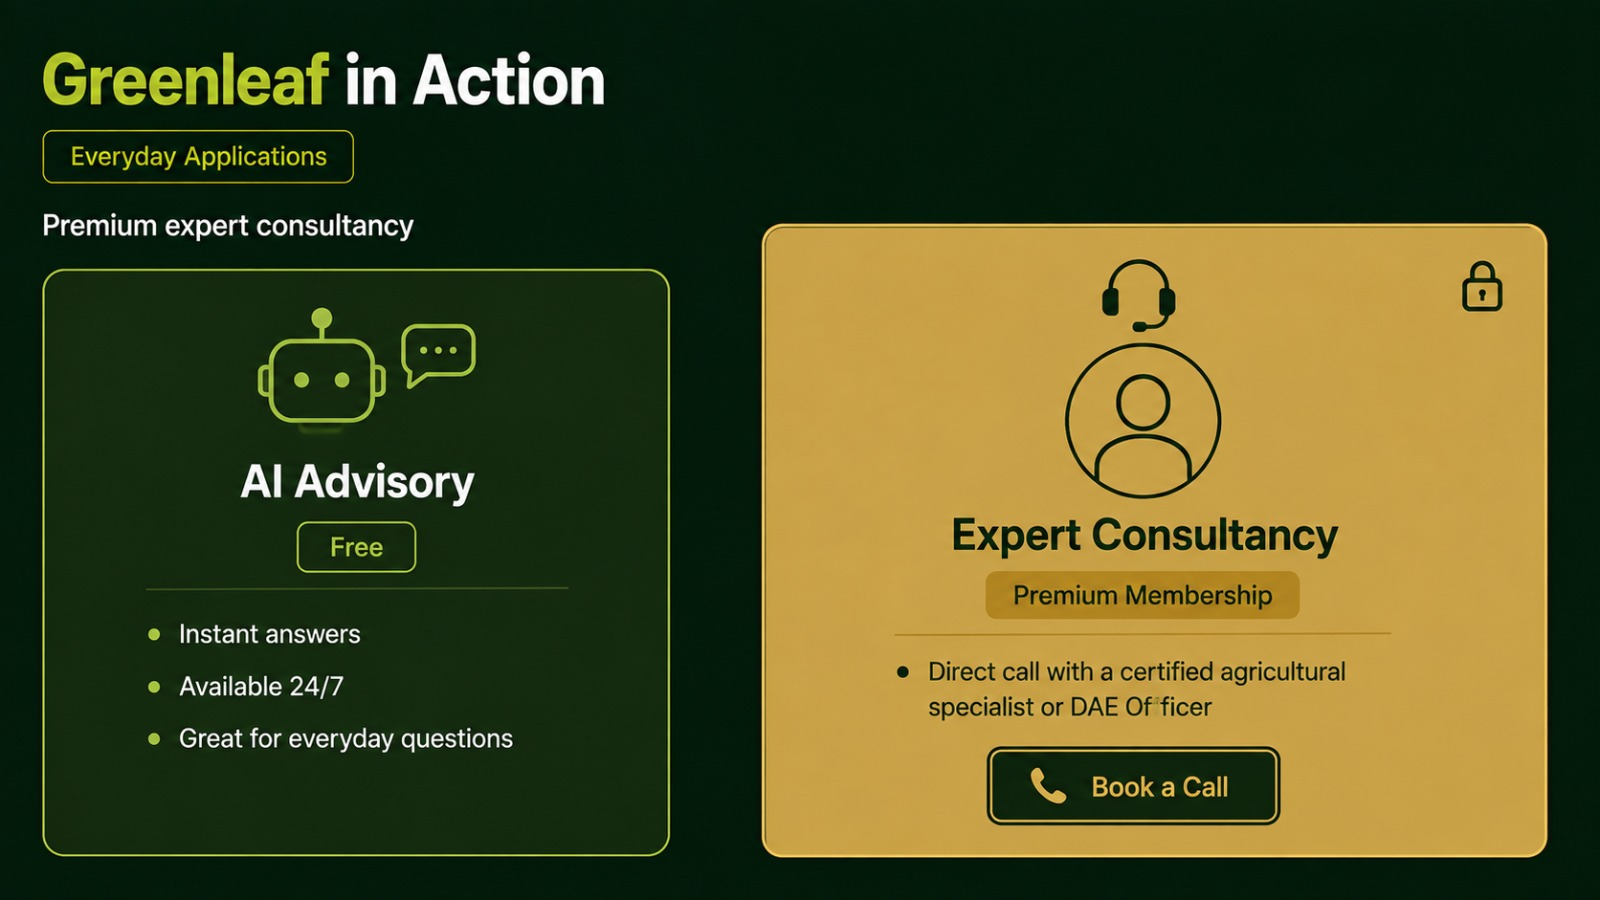 Greenleaf in Action
Everyday Applications
Premium expert consultancy
AI Advisory
Free
Instant answers
Available 24/7
Great for everyday questions
Expert Consultancy
Premium Membership
Direct call with a certified agricultural
specialist or DAE Officer
Book a Call